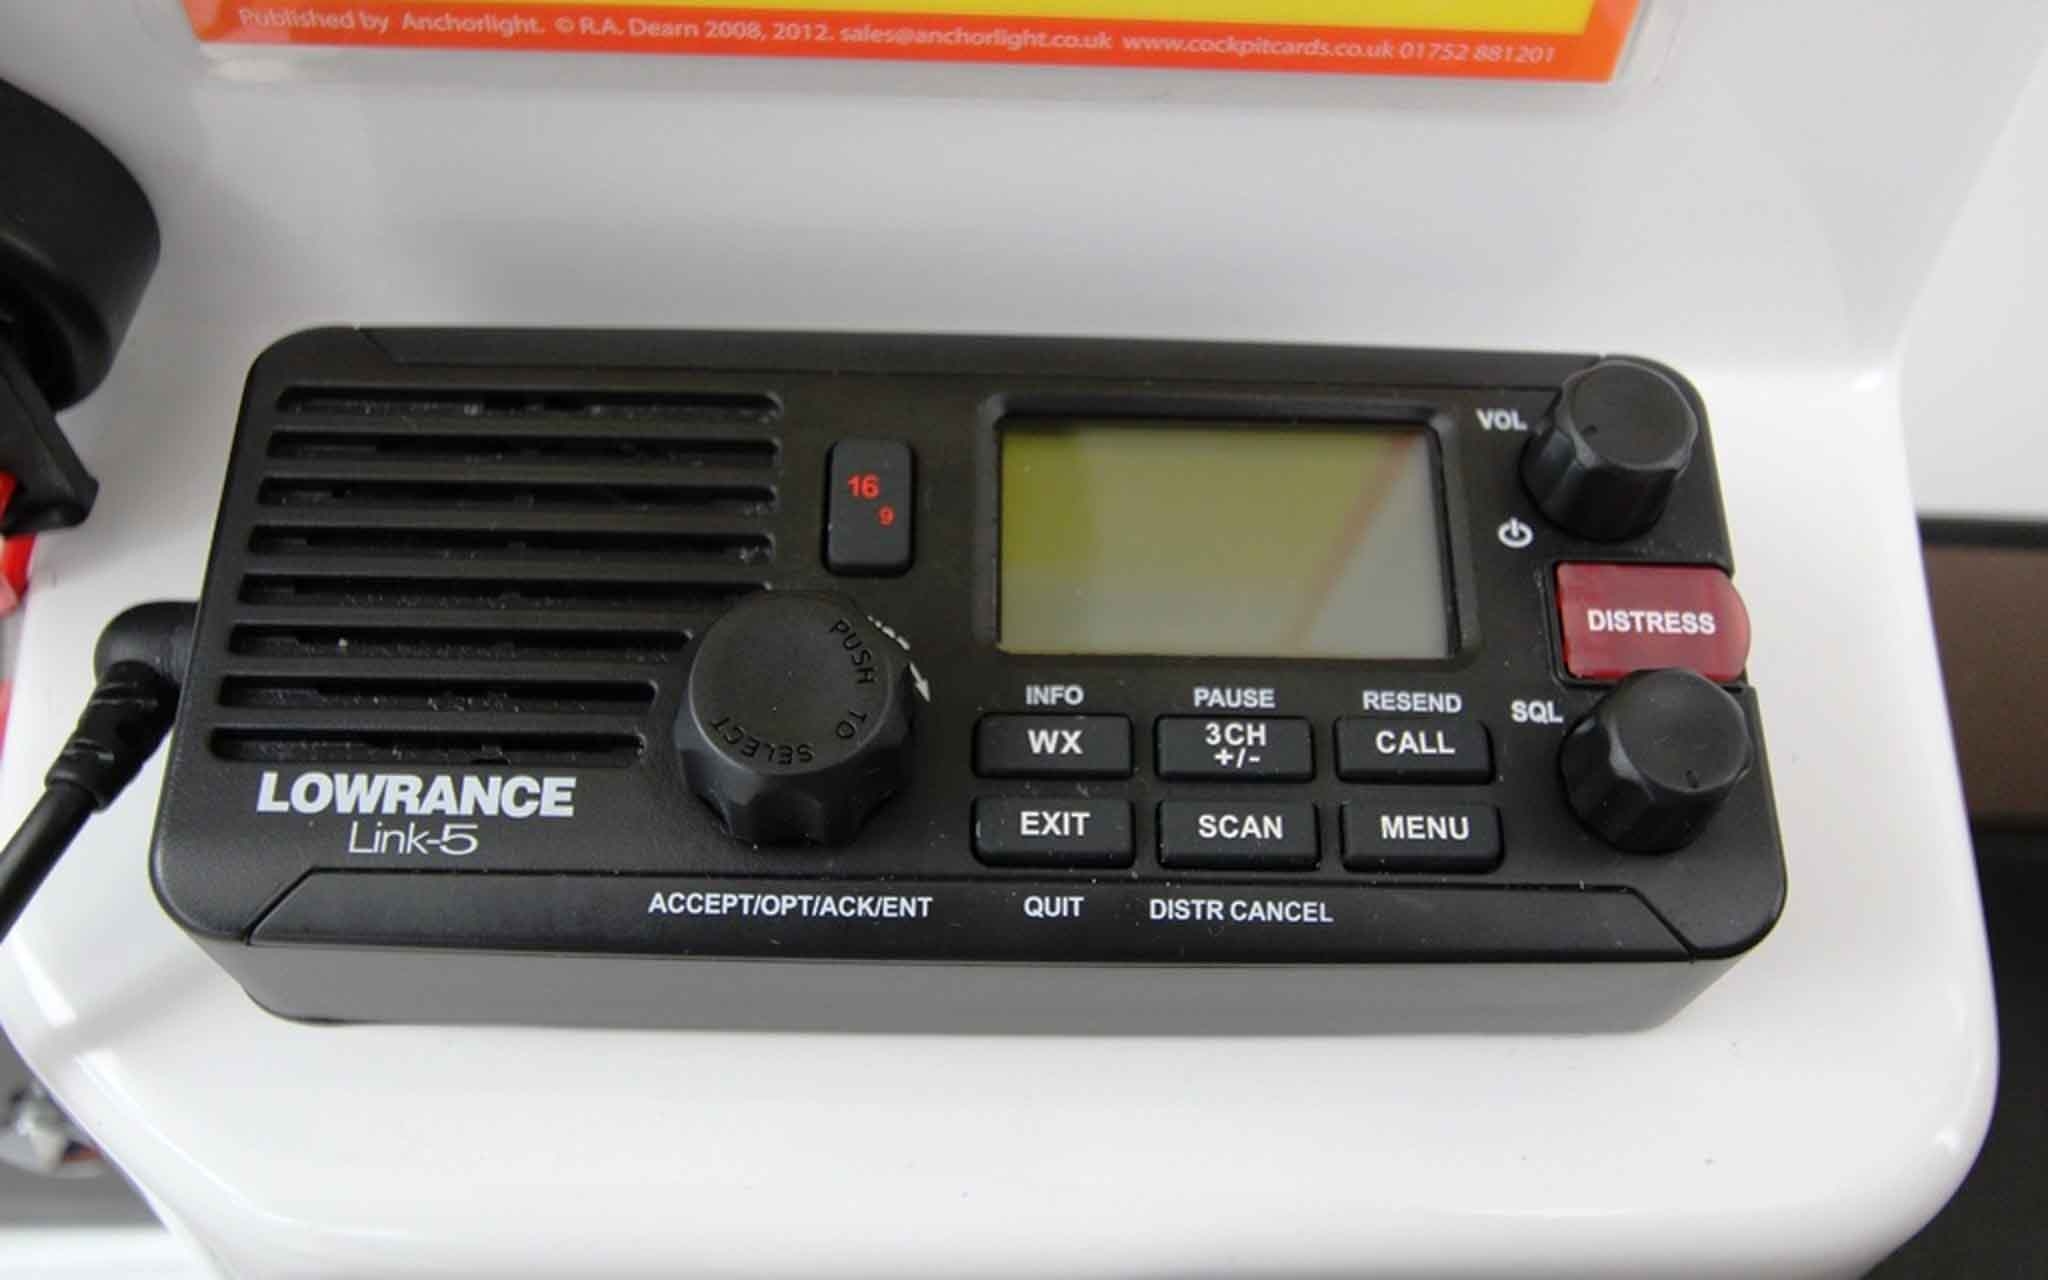 Published by Anchorlight. © R.A. Dearn 2008, 2012. sales@anchorlight.co.uk www.cockpitcards.co.uk 01752 881201
VOL
16
9
DISTRESS
PUSH TO SELECT
INFO PAUSE RESEND
SQL
WX 3CH CALL
+/-
LOWRANCE
Link-5
EXIT SCAN MENU
ACCEPT/OPT/ACK/ENT QUIT DISTR CANCEL